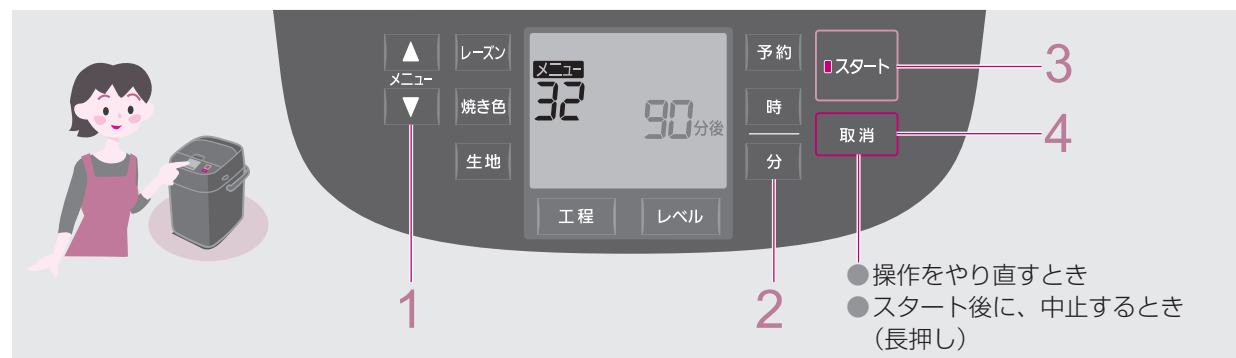 ▲
メニュー
▼
レーズン
焼き色
生地
メニュー
32
90分後
工程
レベル
予約
時
分
スタート
取消
1
2
3
4
●操作をやり直すとき
●スタート後に、中止するとき
(長押し)